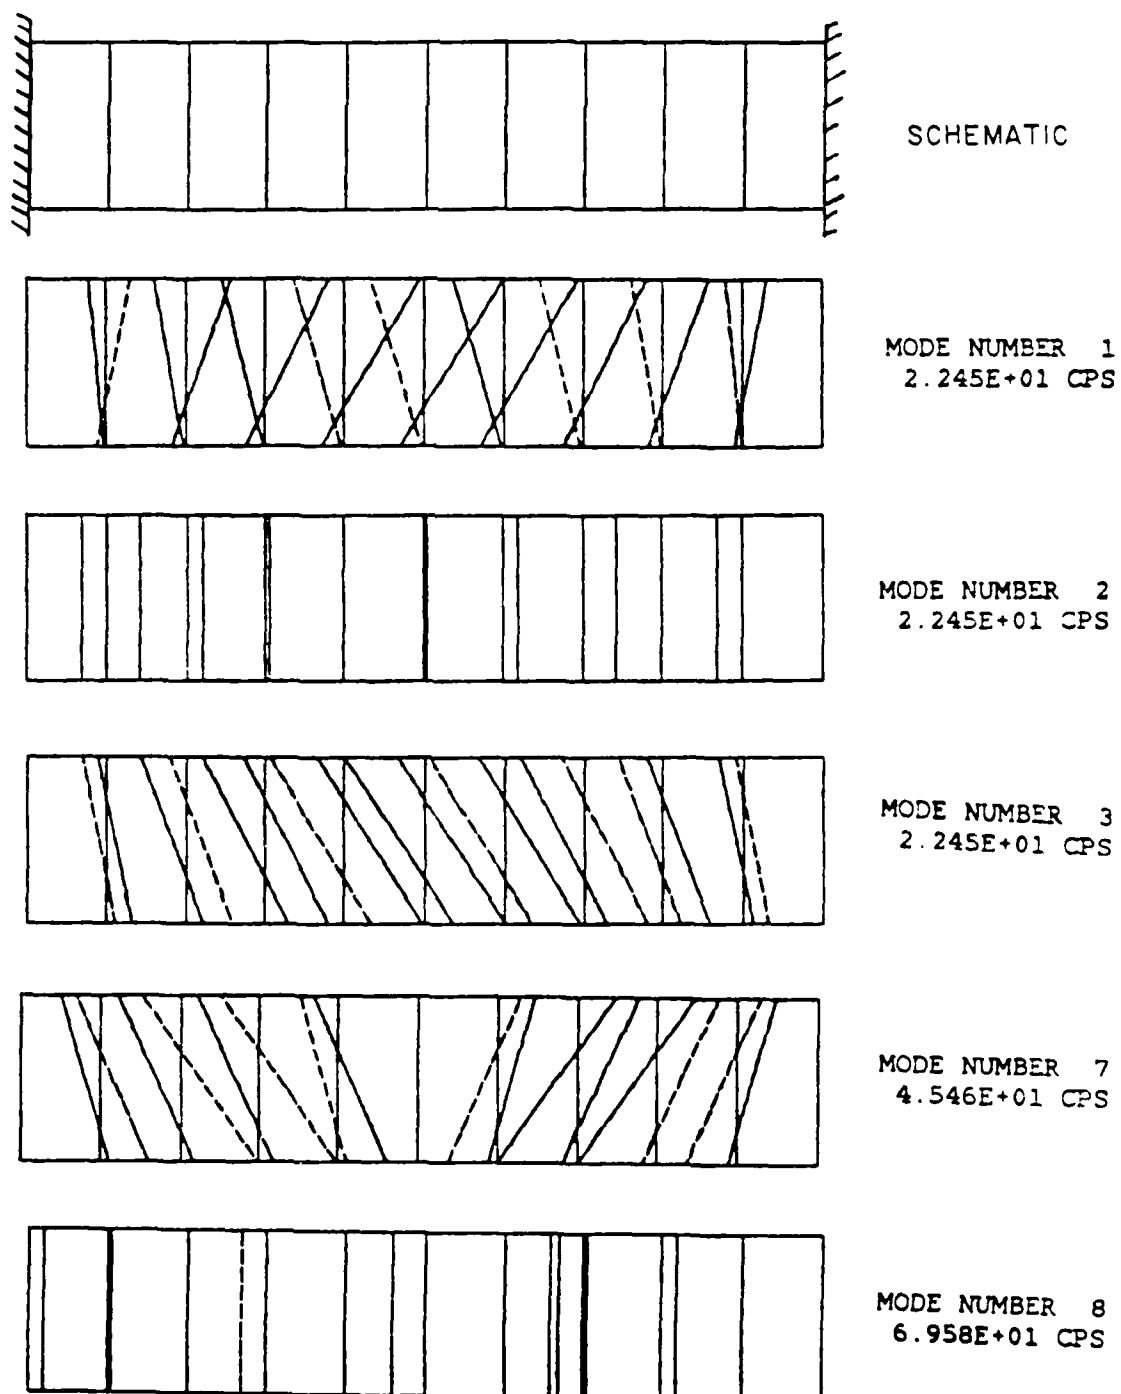 SCHEMATIC
MODE NUMBER 1
2.245E+01 CPS
MODE NUMBER 2
2.245E+01 CPS
MODE NUMBER 3
2.245E+01 CPS
MODE NUMBER 7
4.546E+01 CPS
MODE NUMBER 8
6.958E+01 CPS